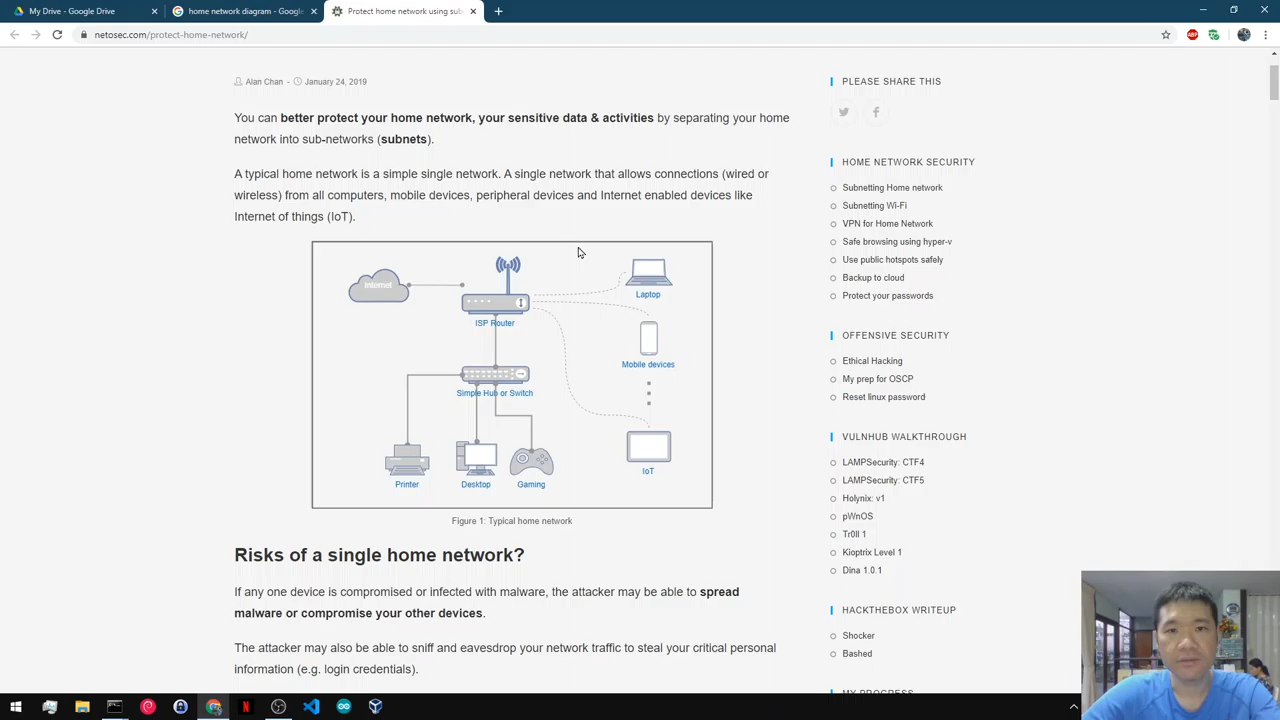 My Drive - Google Drive
home network diagram - Google
Protect home network using sub
netosec.com/protect-home-network/
ABP
Alan Chan - January 24, 2019
You can better protect your home network, your sensitive data & activities by separating your home
network into sub-networks (subnets).
A typical home network is a simple single network. A single network that allows connections (wired or
wireless) from all computers, mobile devices, peripheral devices and Internet enabled devices like
Internet of things (IoT).
Internet
ISP Router
Laptop
Mobile devices
Simple Hub or Switch
IoT
Printer
Desktop
Gaming
Figure 1: Typical home network
Risks of a single home network?
If any one device is compromised or infected with malware, the attacker may be able to spread
malware or compromise your other devices.
The attacker may also be able to sniff and eavesdrop your network traffic to steal your critical personal
information (e.g. login credentials).
PLEASE SHARE THIS
HOME NETWORK SECURITY
Subnetting Home network
Subnetting Wi-Fi
VPN for Home Network
Safe browsing using hyper-v
Use public hotspots safely
Backup to cloud
Protect your passwords
OFFENSIVE SECURITY
Ethical Hacking
My prep for OSCP
Reset linux password
VULNHUB WALKTHROUGH
LAMPSecurity: CTF4
LAMPSecurity: CTF5
Holynix: v1
pWnOS
Tr0ll 1
Kioptrix Level 1
Dina 1.0.1
HACKTHEBOX WRITEUP
Shocker
Bashed
MY PROGRESS